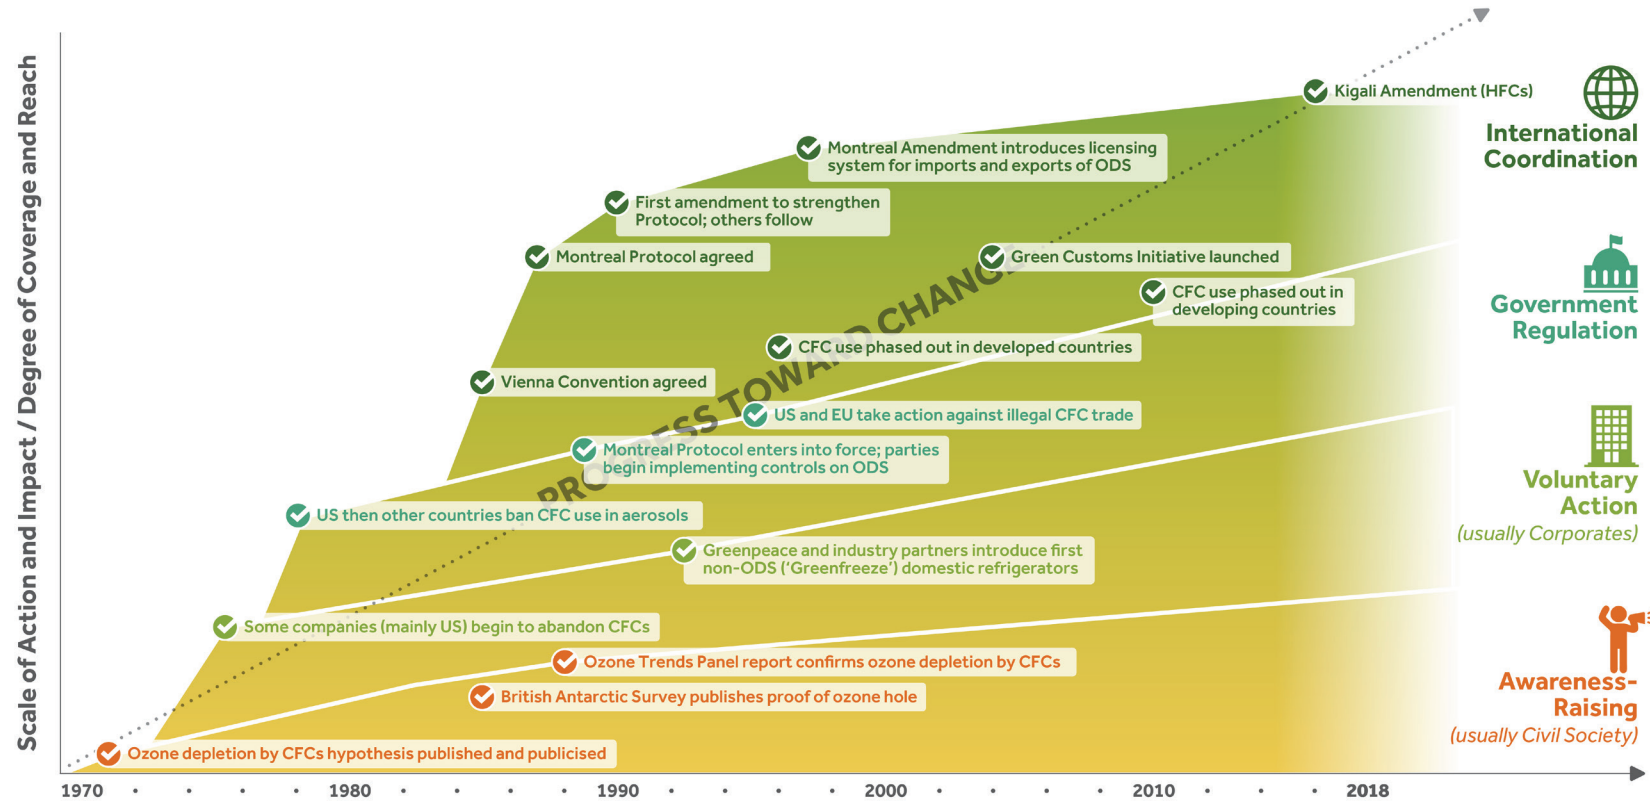 Scale of Action and Impact / Degree of Coverage and Reach
Kigali Amendment (HFCs)
Montreal Amendment introduces licensing
system for imports and exports of ODS
First amendment to strengthen
Protocol; others follow
Montreal Protocol agreed
Green Customs Initiative launched
CFC use phased out in
developing countries
CFC use phased out in developed countries
Vienna Convention agreed
PROGRESS TOWARD CHANGE
US and EU take action against illegal CFC trade
Montreal Protocol enters into force; parties
begin implementing controls on ODS
US then other countries ban CFC use in aerosols
Greenpeace and industry partners introduce first
non-ODS (‘Greenfreeze’) domestic refrigerators
Some companies (mainly US) begin to abandon CFCs
Ozone Trends Panel report confirms ozone depletion by CFCs
British Antarctic Survey publishes proof of ozone hole
Ozone depletion by CFCs hypothesis published and publicised
International
Coordination
Government
Regulation
Voluntary
Action
(usually Corporates)
Awareness-
Raising
(usually Civil Society)
1970 1980 1990 2000 2010 2018